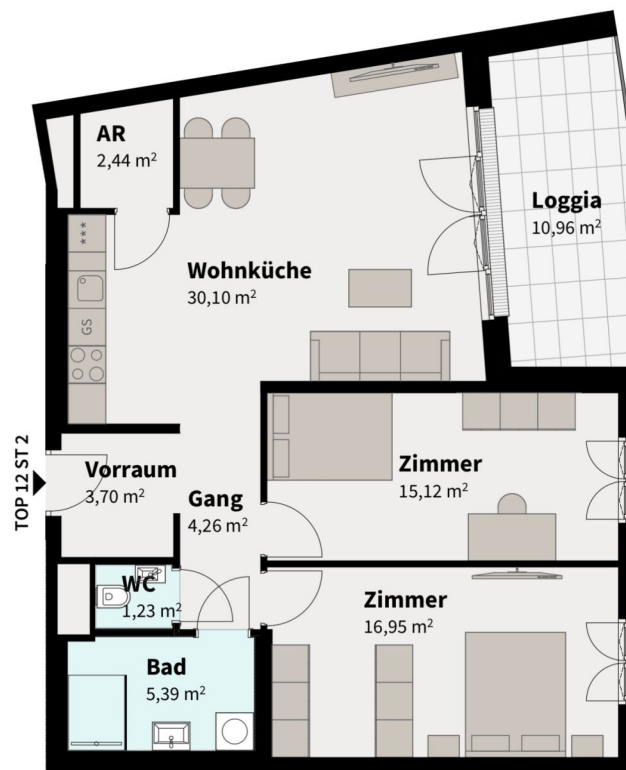 AR
2,44 m²
Loggia
10,96 m²
Wohnküche
30,10 m²
***
GS
TOP 12 ST 2
Vorraum
3,70 m²
Gang
4,26 m²
Zimmer
15,12 m²
WC
1,23 m²
Zimmer
16,95 m²
Bad
5,39 m²